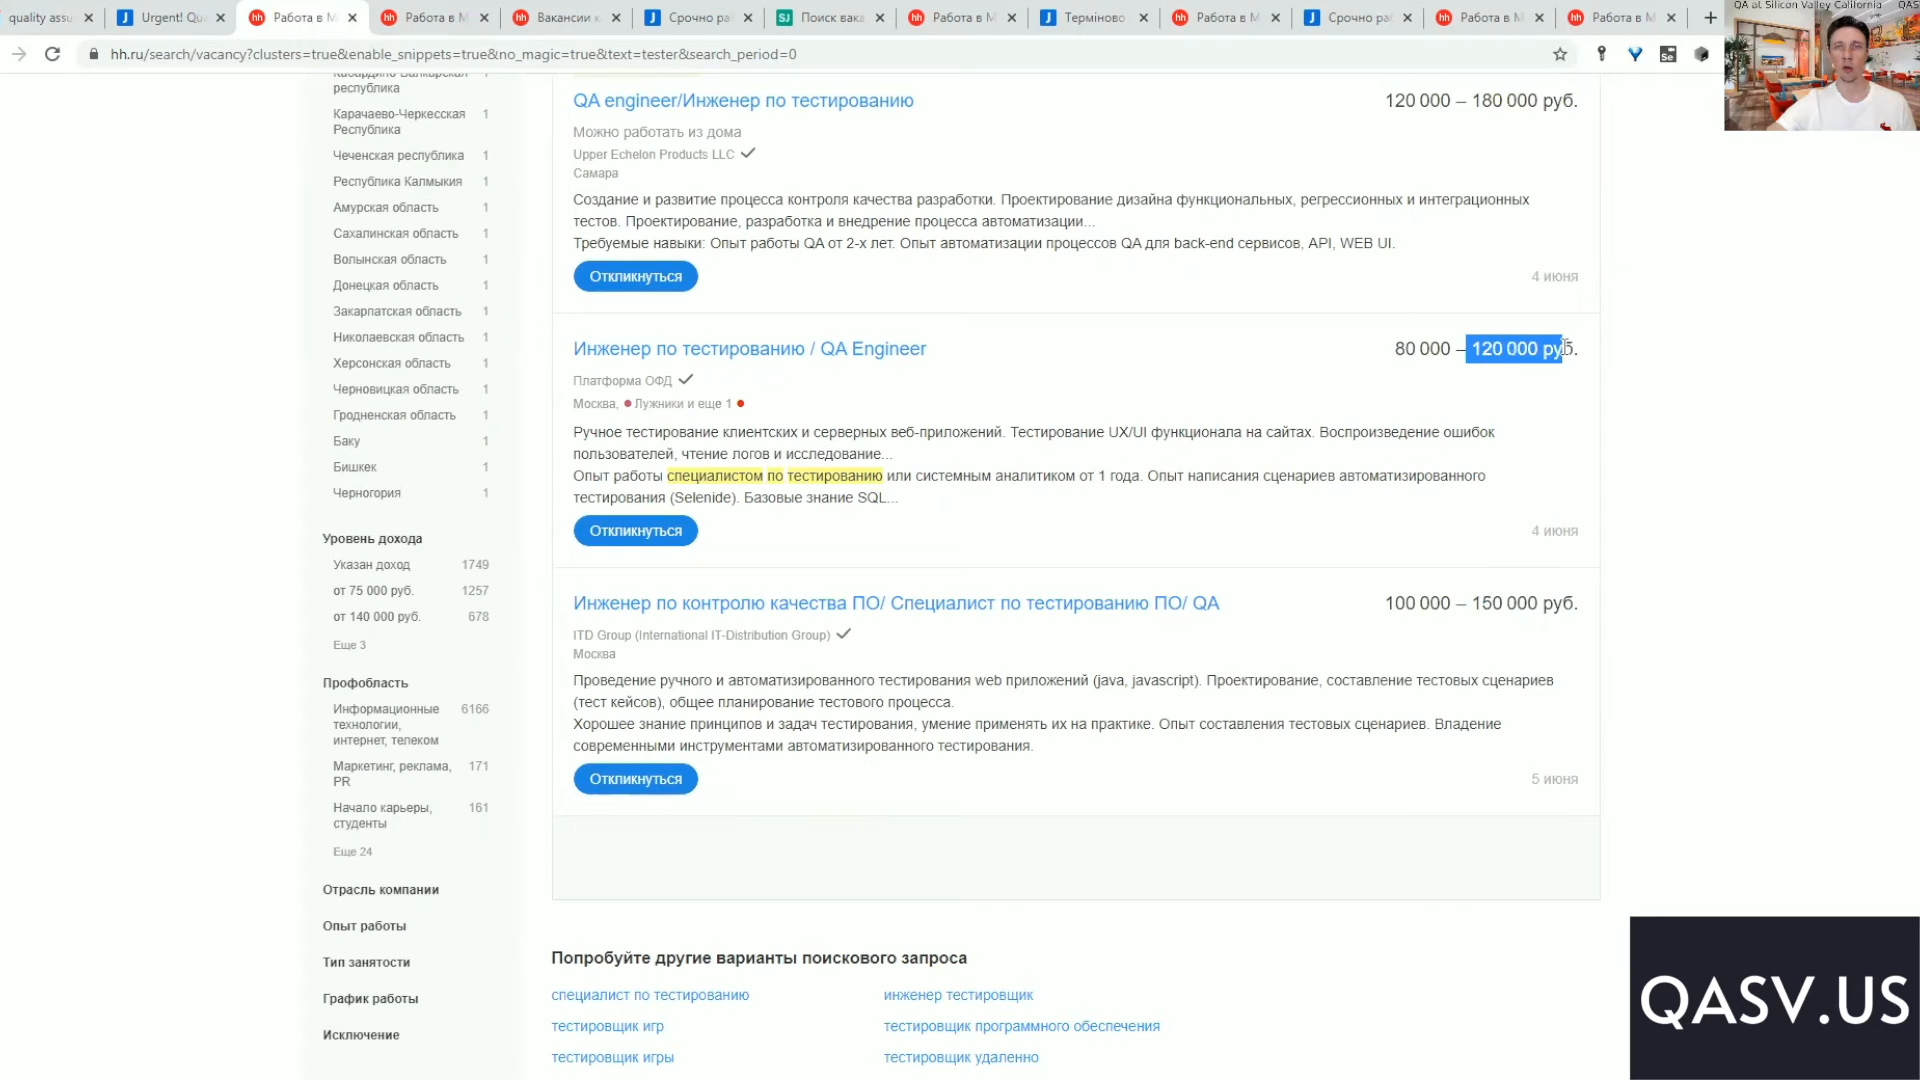 quality assu
Urgent! Qu
Работа в М
Работа в М
Вакансии к
Срочно ра
Поиск вака
Работа в М
Терміново
Работа в М
Срочно ра
Работа в М
Работа в М
QA at Silicon Valley California QAS
hh.ru/search/vacancy?clusters=true&enable_snippets=true&no_magic=true&text=tester&search_period=0
Кабардино-Балкарская 1
республика
Карачаево-Черкесская 1
Республика
Чеченская республика 1
Республика Калмыкия 1
Амурская область 1
Сахалинская область 1
Волынская область 1
Донецкая область 1
Закарпатская область 1
Николаевская область 1
Херсонская область 1
Черновицкая область 1
Гродненская область 1
Баку 1
Бишкек 1
Черногория 1
Уровень дохода
Указан доход 1749
от 75 000 руб. 1257
от 140 000 руб. 678
Еще 3
Профобласть
Информационные 6166
технологии,
интернет, телеком
Маркетинг, реклама, 171
PR
Начало карьеры, 161
студенты
Еще 24
Отрасль компании
Опыт работы
Тип занятости
График работы
Исключение
QA engineer/Инженер по тестированию 120 000 – 180 000 руб.
Можно работать из дома
Upper Echelon Products LLC
Самара
Создание и развитие процесса контроля качества разработки. Проектирование дизайна функциональных, регрессионных и интеграционных
тестов. Проектирование, разработка и внедрение процесса автоматизации...
Требуемые навыки: Опыт работы QA от 2-х лет. Опыт автоматизации процессов QA для back-end сервисов, API, WEB UI.
Откликнуться 4 июня
Инженер по тестированию / QA Engineer 80 000 – 120 000 руб.
Платформа ОФД
Москва, Лужники и еще 1
Ручное тестирование клиентских и серверных веб-приложений. Тестирование UX/UI функционала на сайтах. Воспроизведение ошибок
пользователей, чтение логов и исследование...
Опыт работы специалистом по тестированию или системным аналитиком от 1 года. Опыт написания сценариев автоматизированного
тестирования (Selenide). Базовые знание SQL...
Откликнуться 4 июня
Инженер по контролю качества ПО/ Специалист по тестированию ПО/ QA 100 000 – 150 000 руб.
ITD Group (International IT-Distribution Group)
Москва
Проведение ручного и автоматизированного тестирования web приложений (java, javascript). Проектирование, составление тестовых сценариев
(тест кейсов), общее планирование тестового процесса.
Хорошее знание принципов и задач тестирования, умение применять их на практике. Опыт составления тестовых сценариев. Владение
современными инструментами автоматизированного тестирования.
Откликнуться 5 июня
Попробуйте другие варианты поискового запроса
специалист по тестированию инженер тестировщик
тестировщик игр тестировщик программного обеспечения
тестировщик игры тестировщик удаленно
QASV.US